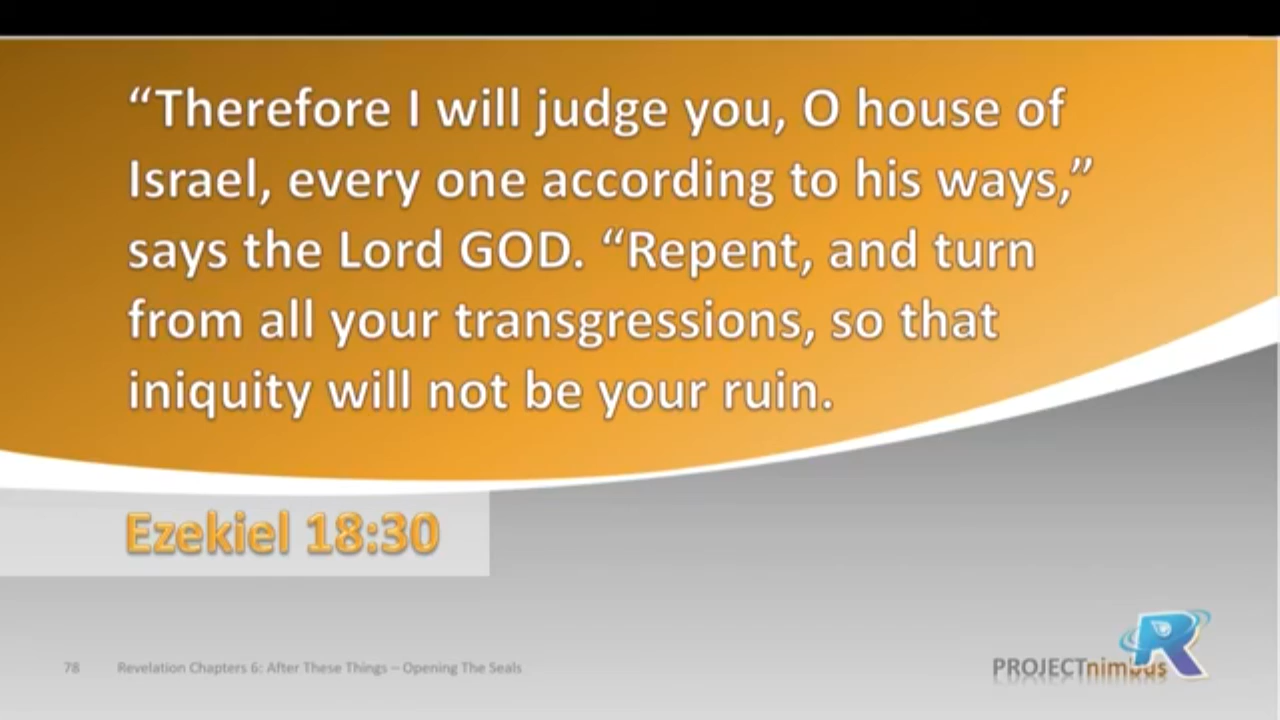 “Therefore I will judge you, O house of
Israel, every one according to his ways,”
says the Lord GOD. “Repent, and turn
from all your transgressions, so that
iniquity will not be your ruin.
Ezekiel 18:30
78 Revelation Chapters 6: After These Things – Opening The Seals
PROJECTnimbus R